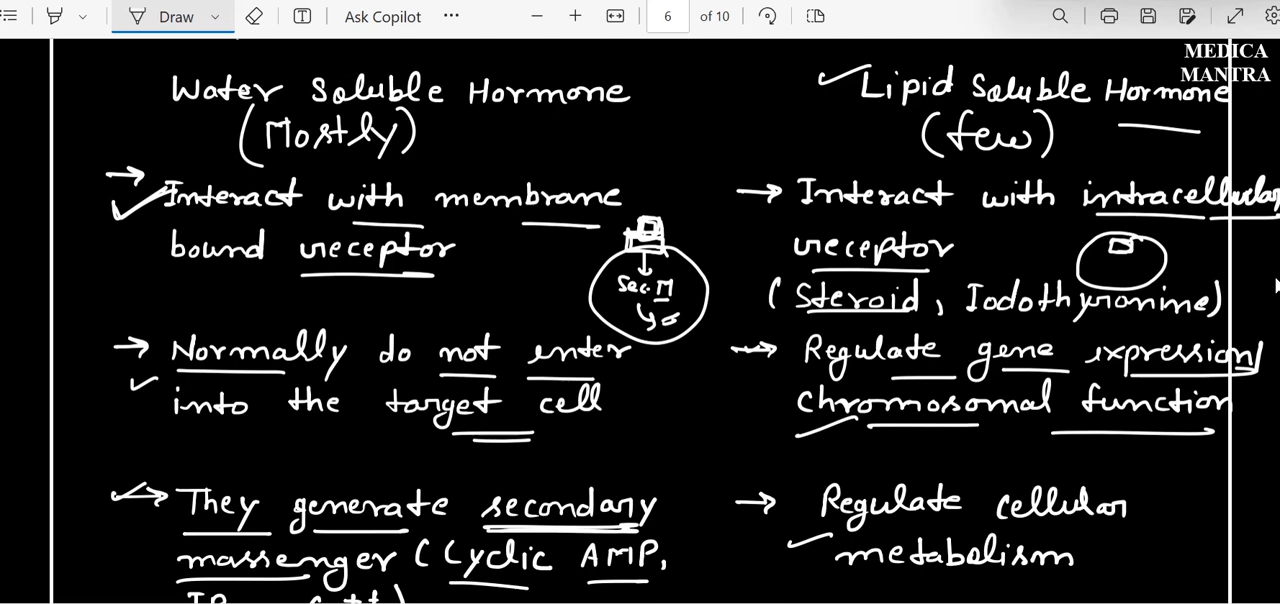 Draw
Ask Copilot
6 of 10
MEDICA
MANTRA
Water Soluble Hormone
(Mostly)
→ Interact with membrane
bound receptor
Sec. M
→ Normally do not enter
into the target cell
→ They generate secondary
massenger (Cyclic AMP,
Lipid Soluble Hormone
(few)
→ Interact with intracellular
receptor
(Steroid, Iodothyronine)
→ Regulate gene expression/
chromosomal function
→ Regulate cellular
metabolism